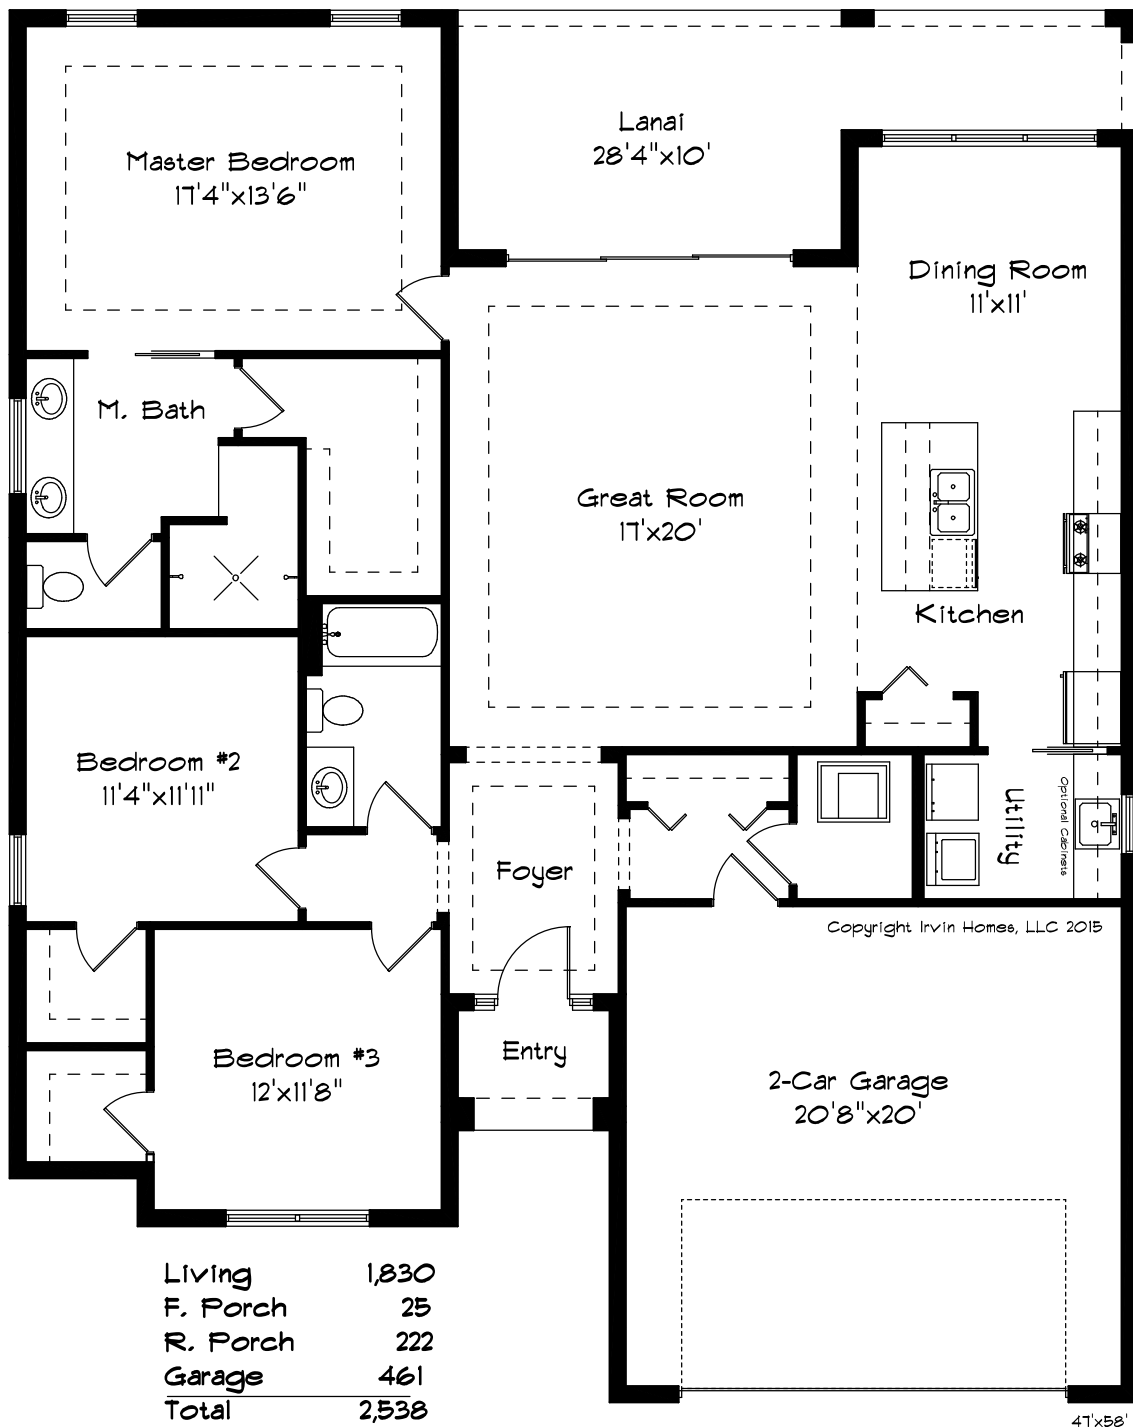 Lanai
28'4"x10'
Master Bedroom
17'4"x13'6"
Dining Room
11'x11'
M. Bath
Great Room
17'x20'
Kitchen
Bedroom #2
11'4"x11'11"
Utility
Optional Cabinets
Foyer
Copyright Irvin Homes, LLC 2015
Entry
Bedroom #3
12'x11'8"
2-Car Garage
20'8"x20'
Living 1,830
F. Porch 25
R. Porch 222
Garage 461
Total 2,538
47'x58'